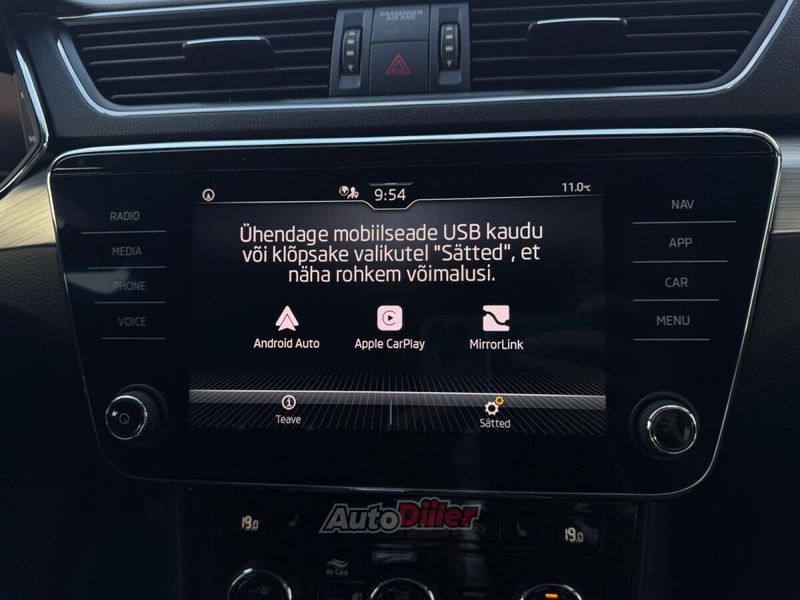 PASSENGER
AIR BAG
9:54
11.0°C
RADIO
MEDIA
PHONE
VOICE
NAV
APP
CAR
MENU
Ühendage mobiilseade USB kaudu
või klõpsake valikutel "Sätted", et
näha rohkem võimalusi.
Android Auto
Apple CarPlay
MirrorLink
Teave
Sätted
AutoDiiler
19.0
19.0
Air Care